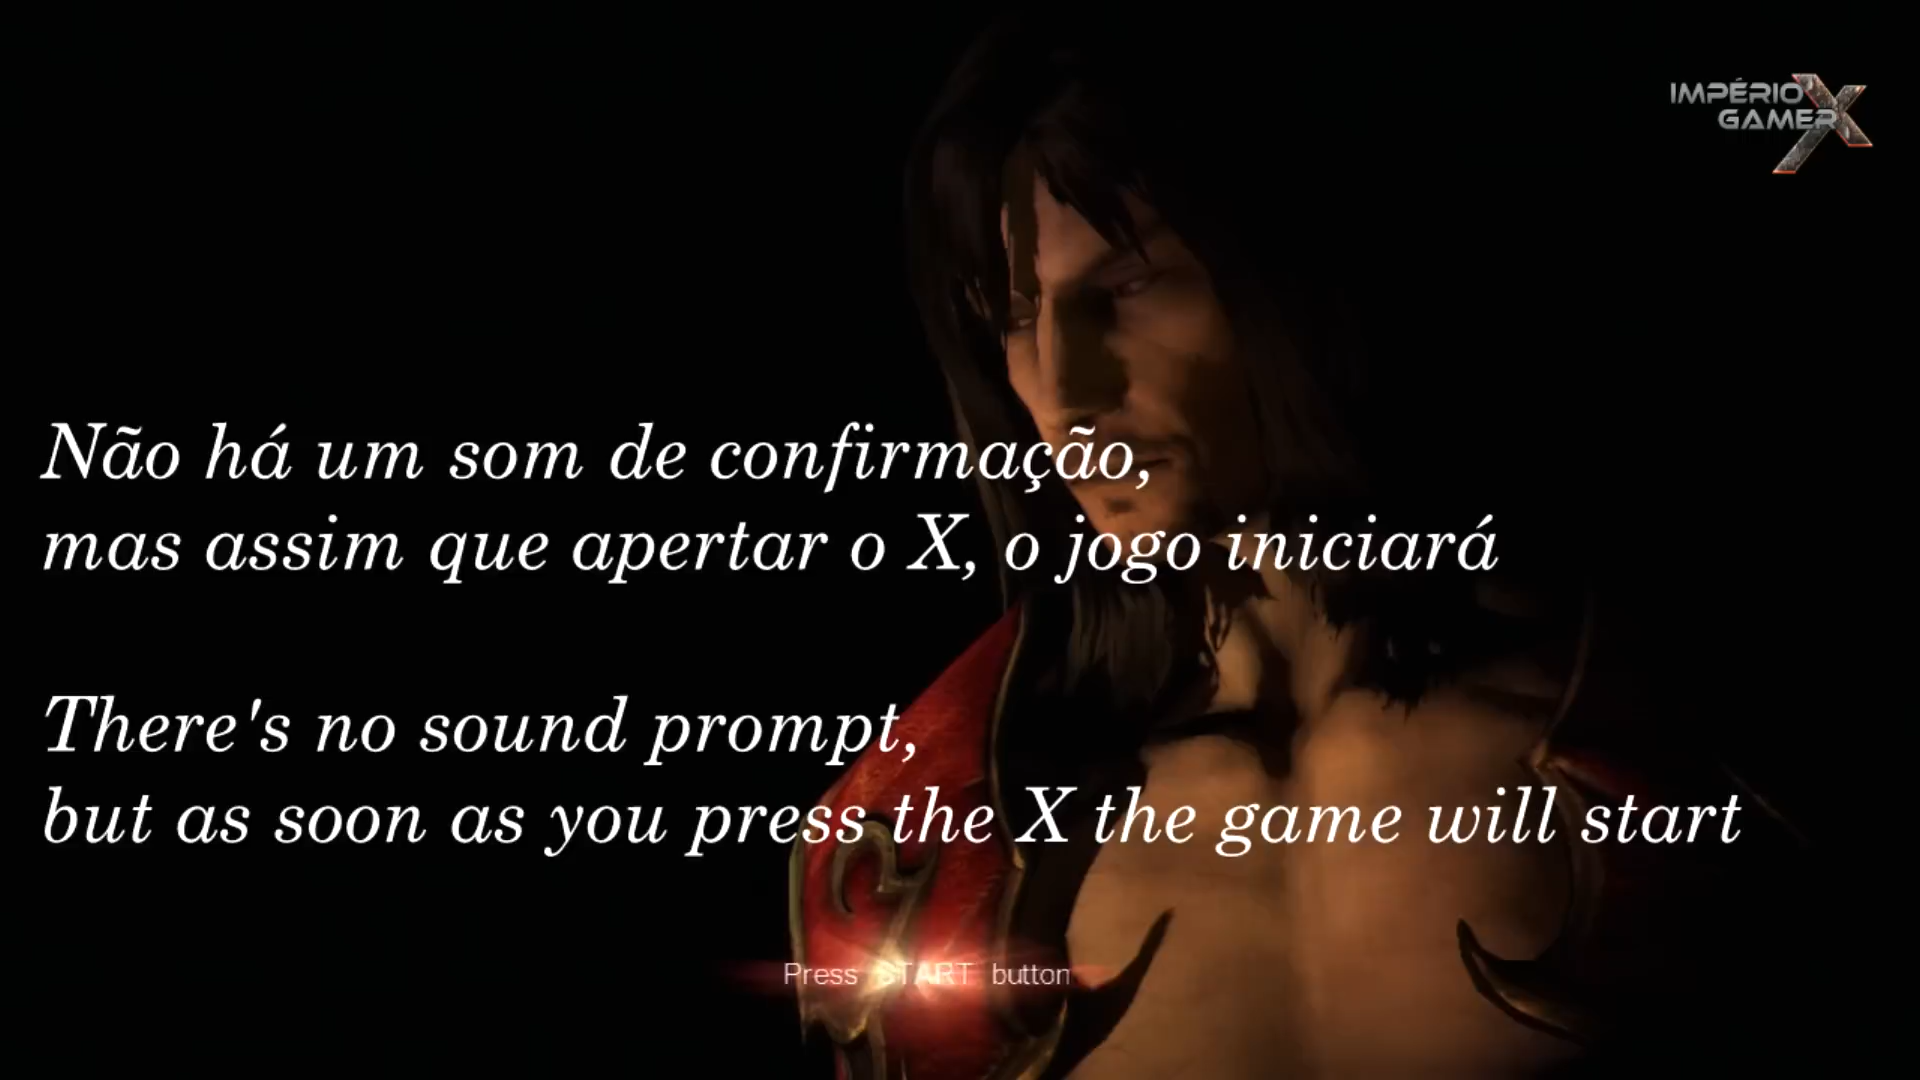 IMPÉRIO X
GAMER
Não há um som de confirmação,
mas assim que apertar o X, o jogo iniciará
There's no sound prompt,
but as soon as you press the X the game will start
Press START button